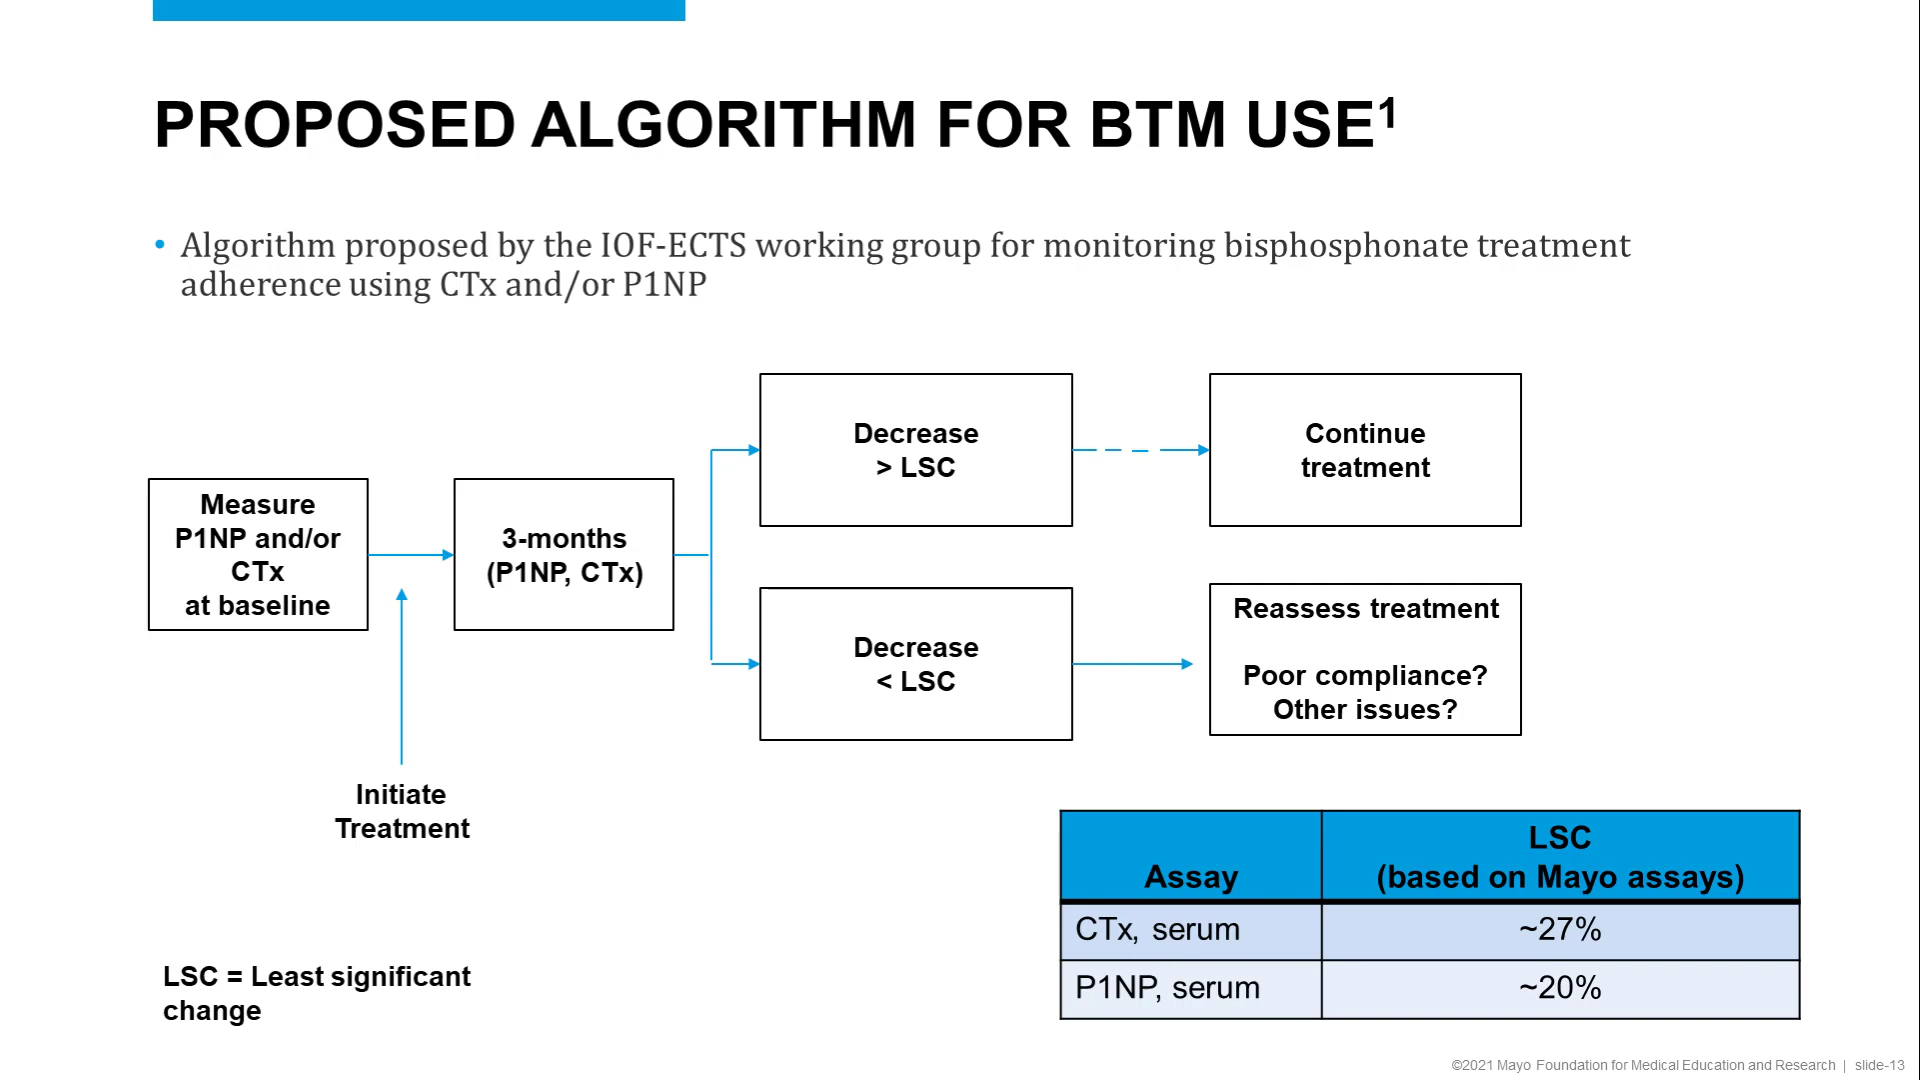 PROPOSED ALGORITHM FOR BTM USE¹
• Algorithm proposed by the IOF-ECTS working group for monitoring bisphosphonate treatment
adherence using CTx and/or P1NP
Measure
P1NP and/or
CTx
at baseline
Initiate
Treatment
3-months
(P1NP, CTx)
Decrease
> LSC
Continue
treatment
Decrease
< LSC
Reassess treatment
Poor compliance?
Other issues?
Assay
LSC
(based on Mayo assays)
CTx, serum
~27%
P1NP, serum
~20%
LSC = Least significant
change
©2021 Mayo Foundation for Medical Education and Research | slide-13